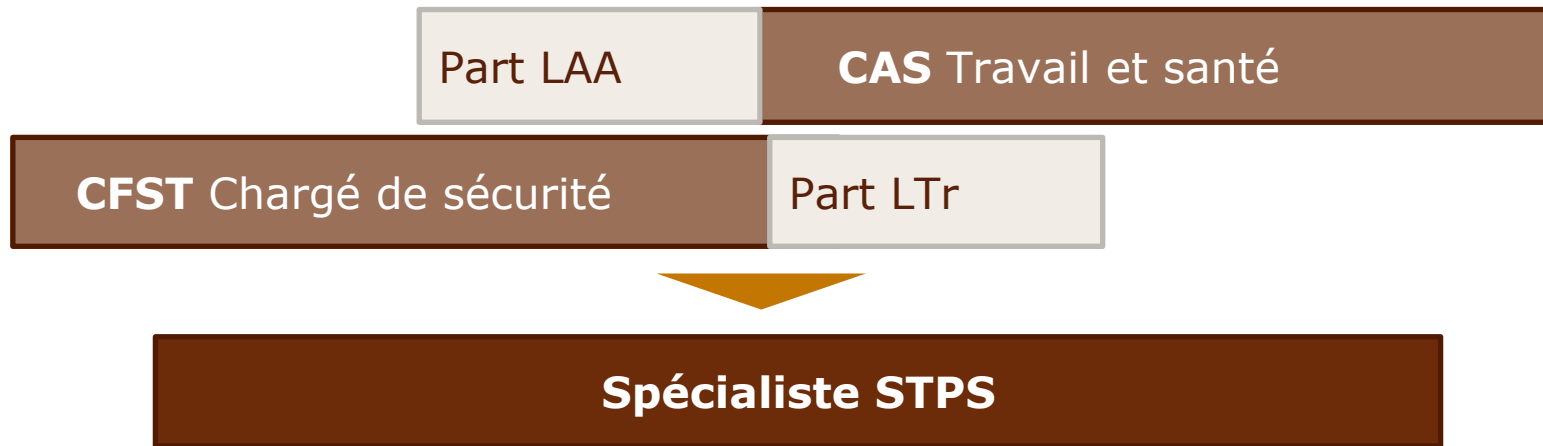 Part LAA
CAS Travail et santé
CFST Chargé de sécurité
Part LTr
Spécialiste STPS